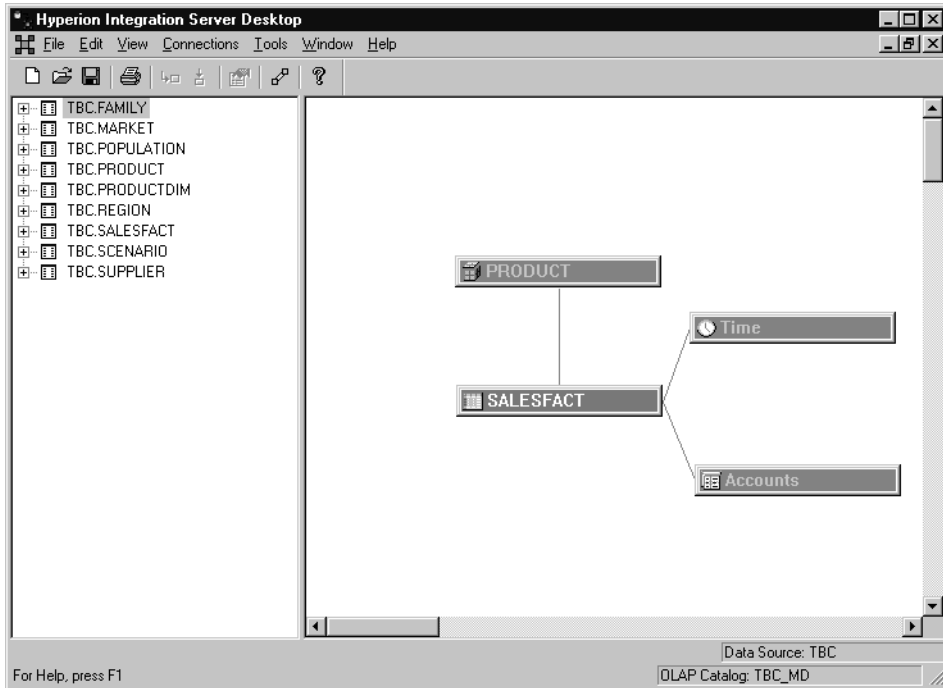 Hyperion Integration Server Desktop
File Edit View Connections Tools Window Help
TBC.FAMILY
TBC.MARKET
TBC.POPULATION
TBC.PRODUCT
TBC.PRODUCTDIM
TBC.REGION
TBC.SALESFACT
TBC.SCENARIO
TBC.SUPPLIER
PRODUCT
Time
SALESFACT
Accounts
Data Source: TBC
For Help, press F1
OLAP Catalog: TBC_MD